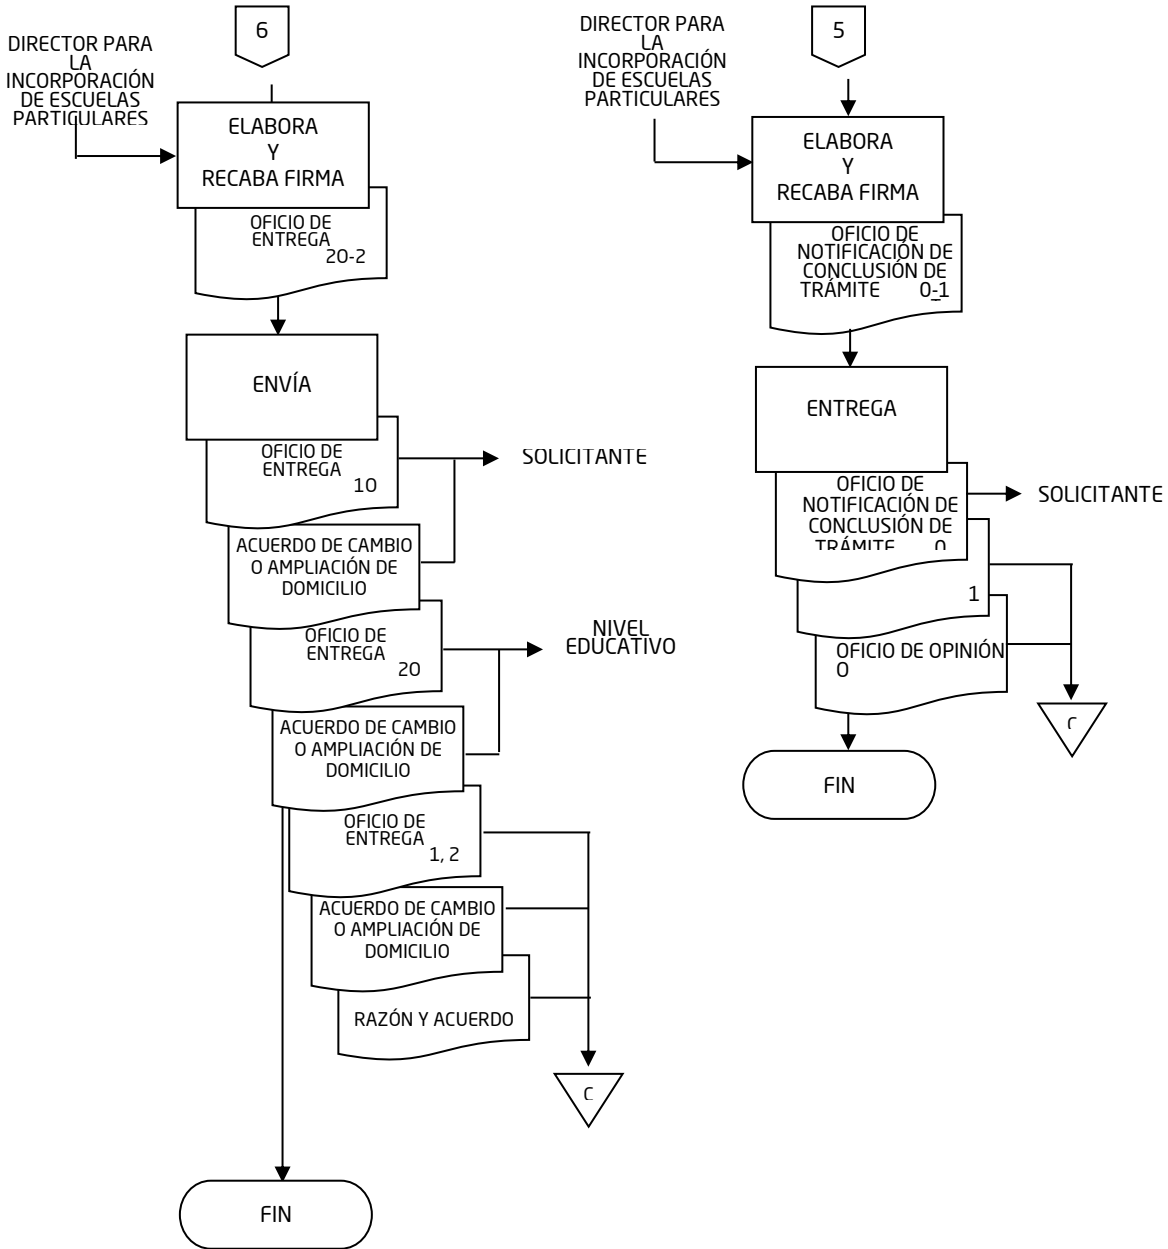 6
DIRECTOR PARA
LA
INCORPORACIÓN
DE ESCUELAS
PARTICULARES
ELABORA
Y
RECABA FIRMA
OFICIO DE
ENTREGA
20-2
ENVÍA
OFICIO DE
ENTREGA
10
SOLICITANTE
ACUERDO DE CAMBIO
O AMPLIACIÓN DE
DOMICILIO
OFICIO DE
ENTREGA
20
NIVEL
EDUCATIVO
ACUERDO DE CAMBIO
O AMPLIACIÓN DE
DOMICILIO
OFICIO DE
ENTREGA
1, 2
ACUERDO DE CAMBIO
O AMPLIACIÓN DE
DOMICILIO
RAZÓN Y ACUERDO
C
FIN
5
DIRECTOR PARA
LA
INCORPORACIÓN
DE ESCUELAS
PARTICULARES
ELABORA
Y
RECABA FIRMA
OFICIO DE
NOTIFICACIÓN DE
CONCLUSIÓN DE
TRÁMITE 0-1
ENTREGA
OFICIO DE
NOTIFICACIÓN DE
CONCLUSIÓN DE
TRÁMITE 0
SOLICITANTE
1
OFICIO DE OPINIÓN
O
C
FIN